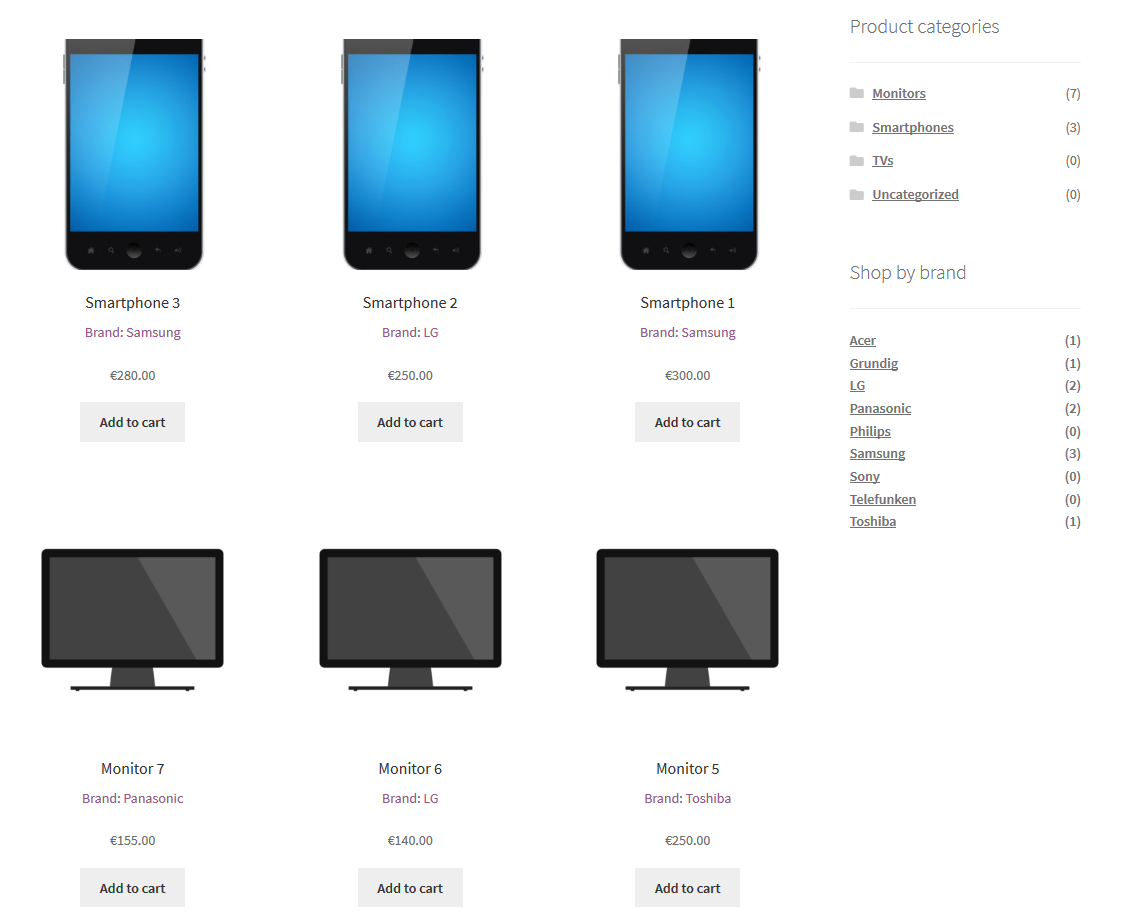 Smartphone 3
Brand: Samsung
€280.00
Add to cart
Smartphone 2
Brand: LG
€250.00
Add to cart
Smartphone 1
Brand: Samsung
€300.00
Add to cart
Monitor 7
Brand: Panasonic
€155.00
Add to cart
Monitor 6
Brand: LG
€140.00
Add to cart
Monitor 5
Brand: Toshiba
€250.00
Add to cart
Product categories
Monitors (7)
Smartphones (3)
TVs (0)
Uncategorized (0)
Shop by brand
Acer (1)
Grundig (1)
LG (2)
Panasonic (2)
Philips (0)
Samsung (3)
Sony (0)
Telefunken (0)
Toshiba (1)